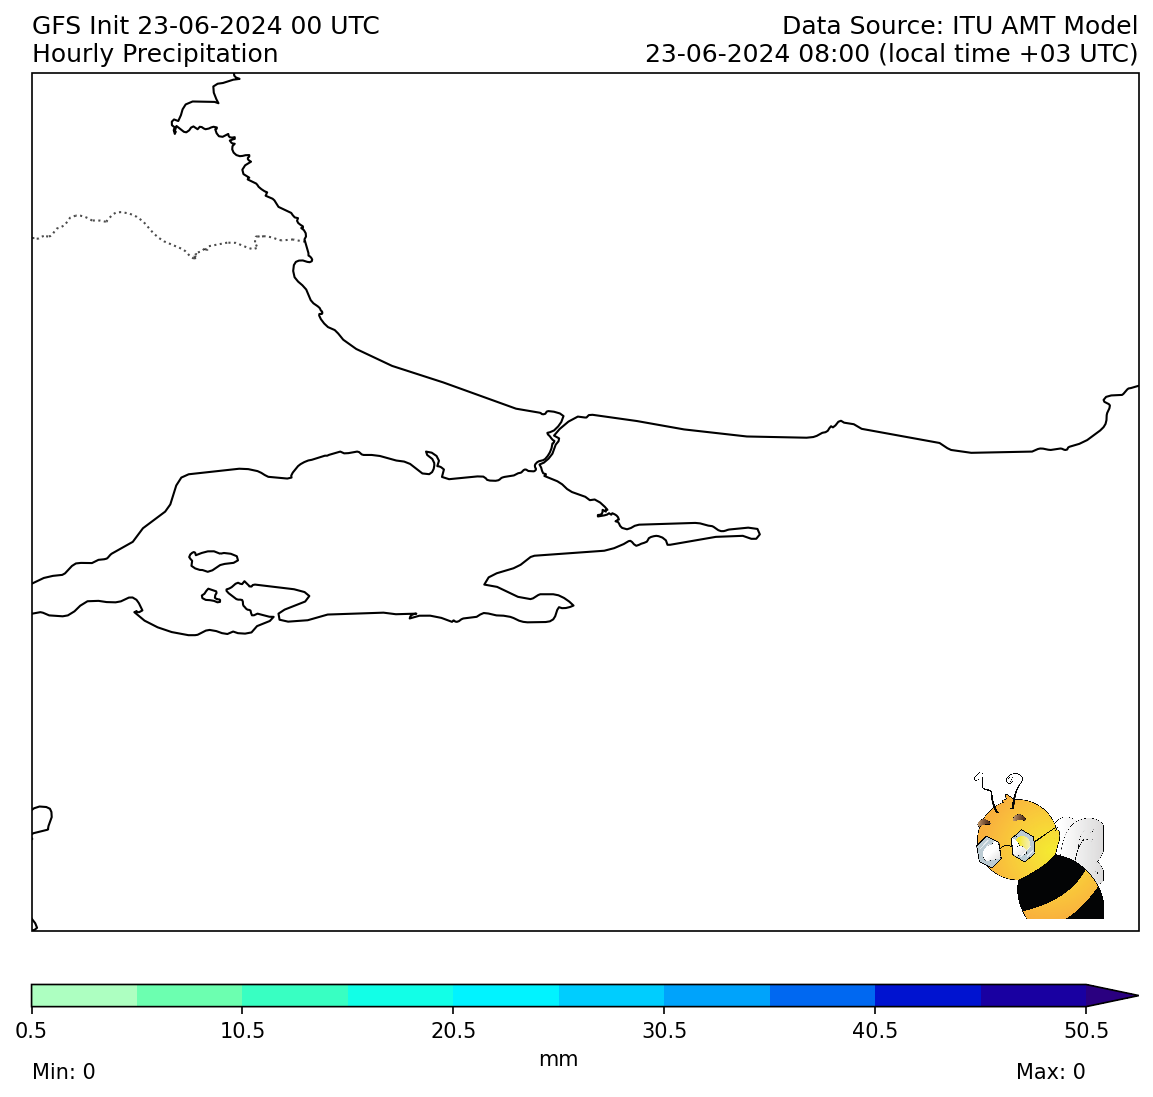 GFS Init 23-06-2024 00 UTC
Hourly Precipitation
Data Source: ITU AMT Model
23-06-2024 08:00 (local time +03 UTC)
0.5 10.5 20.5 30.5 40.5 50.5
mm
Min: 0
Max: 0